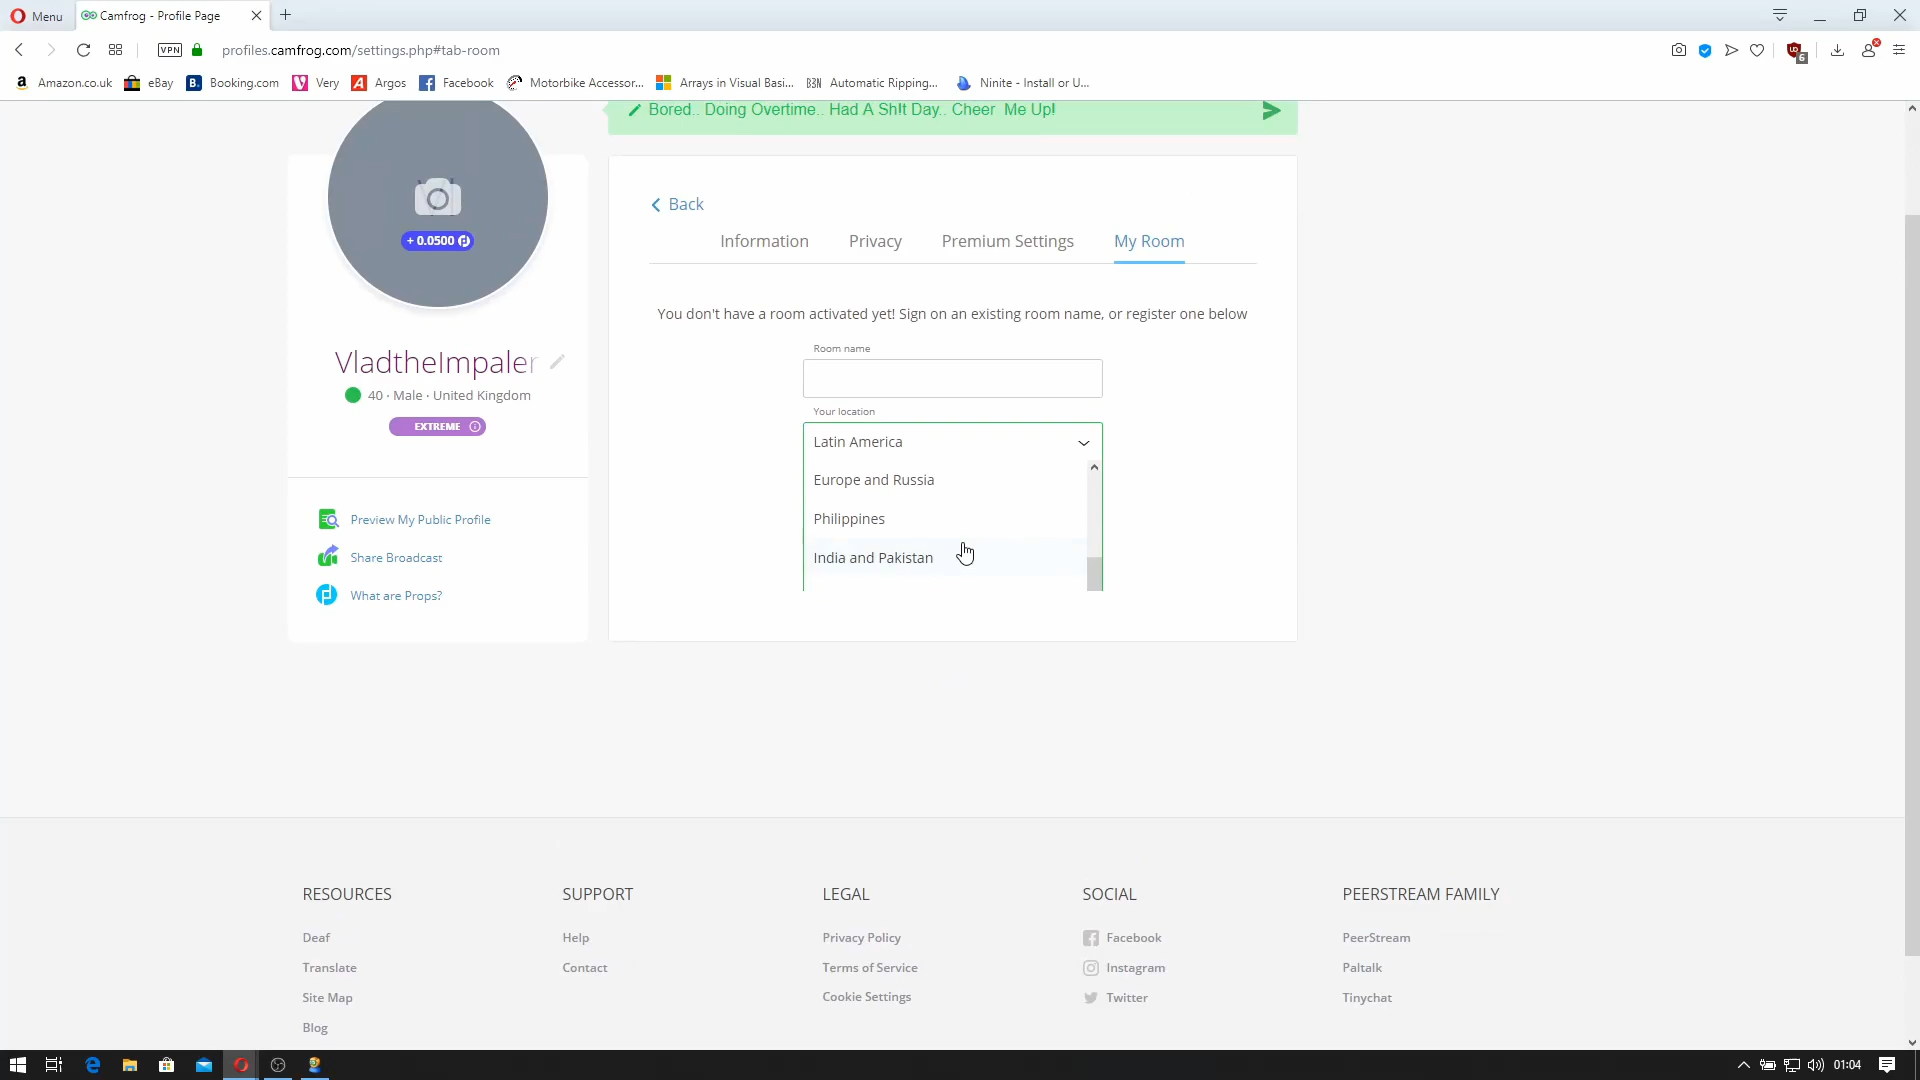 Menu
Camfrog - Profile Page
VPN
profiles.camfrog.com/settings.php#tab-room
6
Amazon.co.uk
eBay
Booking.com
Very
Argos
Facebook
Motorbike Accessor...
Arrays in Visual Basi...
Automatic Ripping...
Ninite - Install or U...
Bored.. Doing Overtime.. Had A Sh!t Day.. Cheer Me Up!
+ 0.0500
VladtheImpaler
40 · Male · United Kingdom
EXTREME
Preview My Public Profile
Share Broadcast
What are Props?
Back
Information
Privacy
Premium Settings
My Room
You don't have a room activated yet! Sign on an existing room name, or register one below
Room name
Your location
Latin America
Europe and Russia
Philippines
India and Pakistan
RESOURCES
Deaf
Translate
Site Map
Blog
SUPPORT
Help
Contact
LEGAL
Privacy Policy
Terms of Service
Cookie Settings
SOCIAL
Facebook
Instagram
Twitter
PEERSTREAM FAMILY
PeerStream
Paltalk
Tinychat
01:04